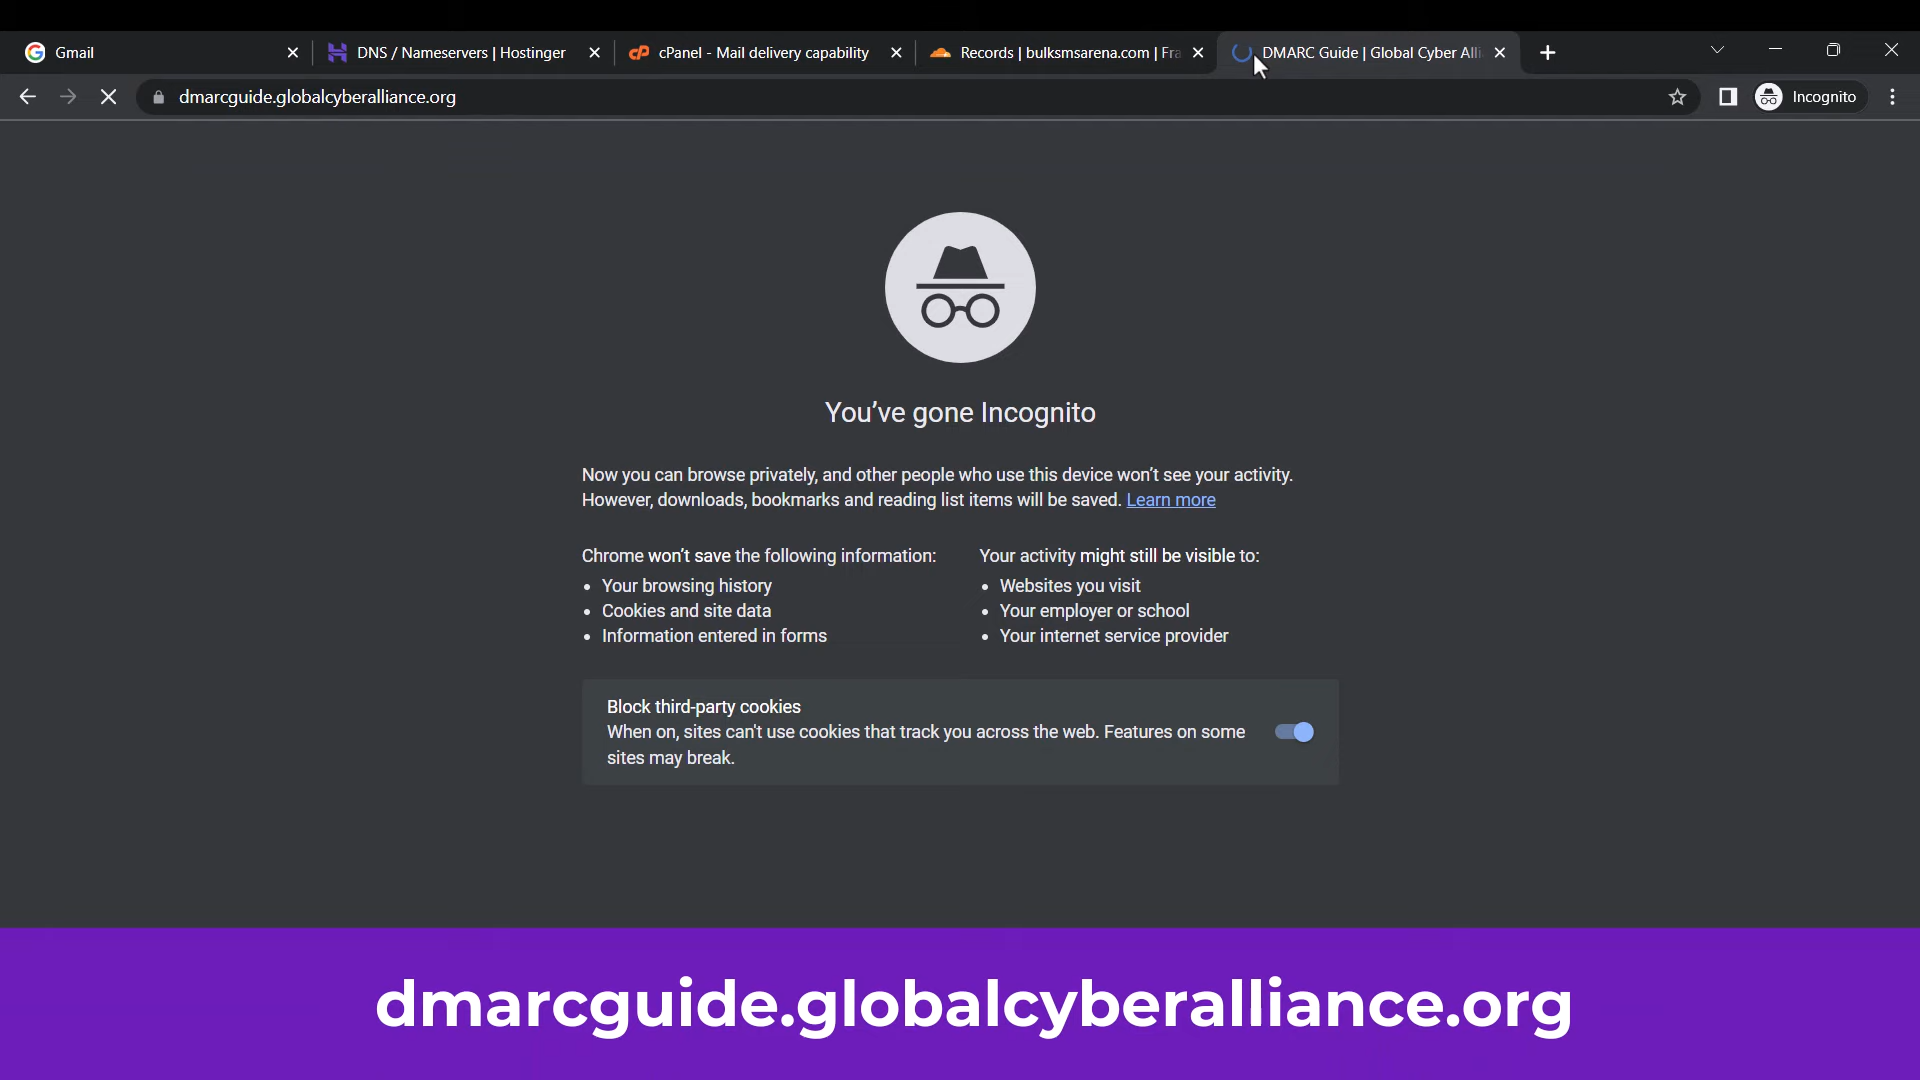 Gmail
DNS / Nameservers | Hostinger
cPanel - Mail delivery capability
Records | bulksmsarena.com | Fra
DMARC Guide | Global Cyber Alli
dmarcguide.globalcyberalliance.org
Incognito
You've gone Incognito
Now you can browse privately, and other people who use this device won't see your activity.
However, downloads, bookmarks and reading list items will be saved. Learn more
Chrome won't save the following information:
• Your browsing history
• Cookies and site data
• Information entered in forms
Your activity might still be visible to:
• Websites you visit
• Your employer or school
• Your internet service provider
Block third-party cookies
When on, sites can't use cookies that track you across the web. Features on some
sites may break.
dmarcguide.globalcyberalliance.org